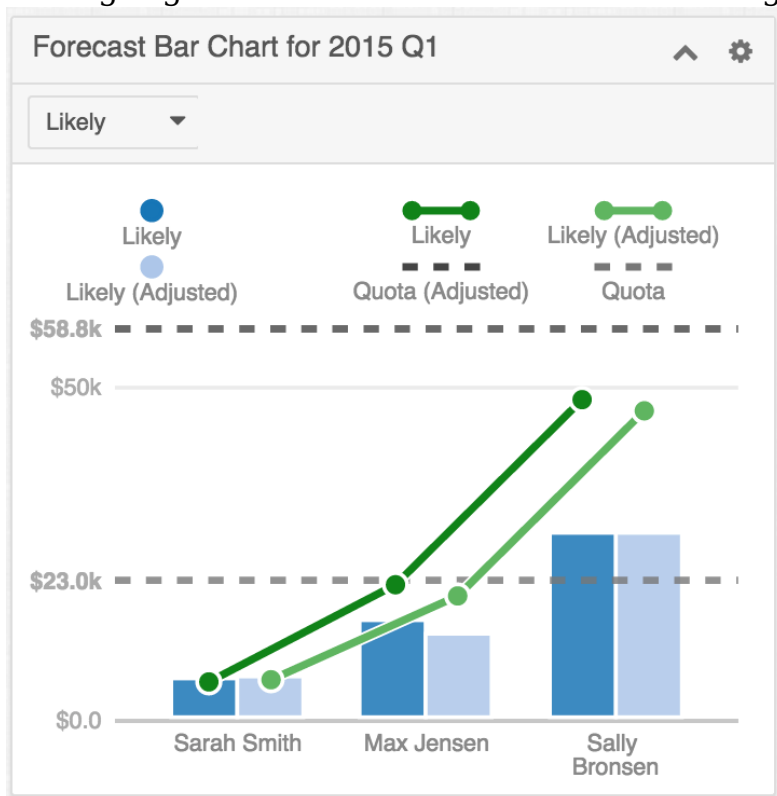 Forecast Bar Chart for 2015 Q1
Likely
Likely
Likely
Likely (Adjusted)
Likely (Adjusted)
Quota (Adjusted)
Quota
$58.8k
$50k
$23.0k
$0.0
Sarah Smith
Max Jensen
Sally
Bronsen